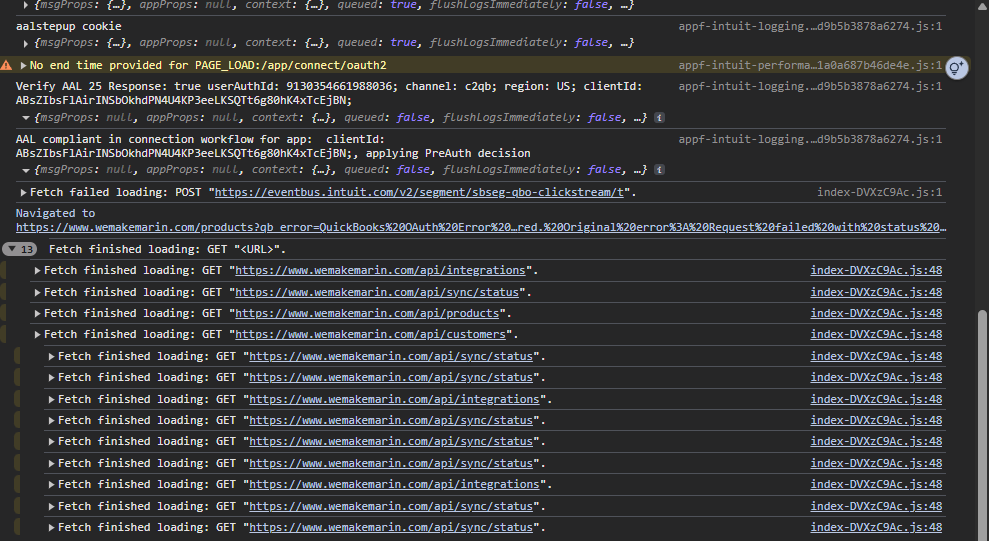 {msgProps: {…}, appProps: null, context: {…}, queued: true, flushLogsImmediately: false, …}
aalstepup cookie appf-intuit-logging.…d9b5b3878a6274.js:1
{msgProps: {…}, appProps: null, context: {…}, queued: true, flushLogsImmediately: false, …}
No end time provided for PAGE_LOAD:/app/connect/oauth2 appf-intuit-performa…1a0a687b46de4e.js:1
Verify AAL 25 Response: true userAuthId: 9130354661988036; channel: c2qb; region: US; clientId: appf-intuit-logging.…d9b5b3878a6274.js:1
ABsZIbsFlAirINSbOkhdPN4U4KP3eeLKSQTt6g80hK4xTcEjBN;
{msgProps: null, appProps: null, context: {…}, queued: false, flushLogsImmediately: false, …} i
AAL compliant in connection workflow for app: clientId: appf-intuit-logging.…d9b5b3878a6274.js:1
ABsZIbsFlAirINSbOkhdPN4U4KP3eeLKSQTt6g80hK4xTcEjBN;, applying PreAuth decision
{msgProps: null, appProps: null, context: {…}, queued: false, flushLogsImmediately: false, …} i
Fetch failed loading: POST "https://eventbus.intuit.com/v2/segment/sbseg-qbo-clickstream/t". index-DVXzC9Ac.js:1
Navigated to
https://www.wemakemarin.com/products?qb_error=QuickBooks%20OAuth%20Error%20…red.%20Original%20error%3A%20Request%20failed%20with%20status%20…
13 Fetch finished loading: GET "<URL>".
Fetch finished loading: GET "https://www.wemakemarin.com/api/integrations". index-DVXzC9Ac.js:48
Fetch finished loading: GET "https://www.wemakemarin.com/api/sync/status". index-DVXzC9Ac.js:48
Fetch finished loading: GET "https://www.wemakemarin.com/api/products". index-DVXzC9Ac.js:48
Fetch finished loading: GET "https://www.wemakemarin.com/api/customers". index-DVXzC9Ac.js:48
Fetch finished loading: GET "https://www.wemakemarin.com/api/sync/status". index-DVXzC9Ac.js:48
Fetch finished loading: GET "https://www.wemakemarin.com/api/sync/status". index-DVXzC9Ac.js:48
Fetch finished loading: GET "https://www.wemakemarin.com/api/integrations". index-DVXzC9Ac.js:48
Fetch finished loading: GET "https://www.wemakemarin.com/api/sync/status". index-DVXzC9Ac.js:48
Fetch finished loading: GET "https://www.wemakemarin.com/api/sync/status". index-DVXzC9Ac.js:48
Fetch finished loading: GET "https://www.wemakemarin.com/api/sync/status". index-DVXzC9Ac.js:48
Fetch finished loading: GET "https://www.wemakemarin.com/api/integrations". index-DVXzC9Ac.js:48
Fetch finished loading: GET "https://www.wemakemarin.com/api/sync/status". index-DVXzC9Ac.js:48
Fetch finished loading: GET "https://www.wemakemarin.com/api/sync/status". index-DVXzC9Ac.js:48